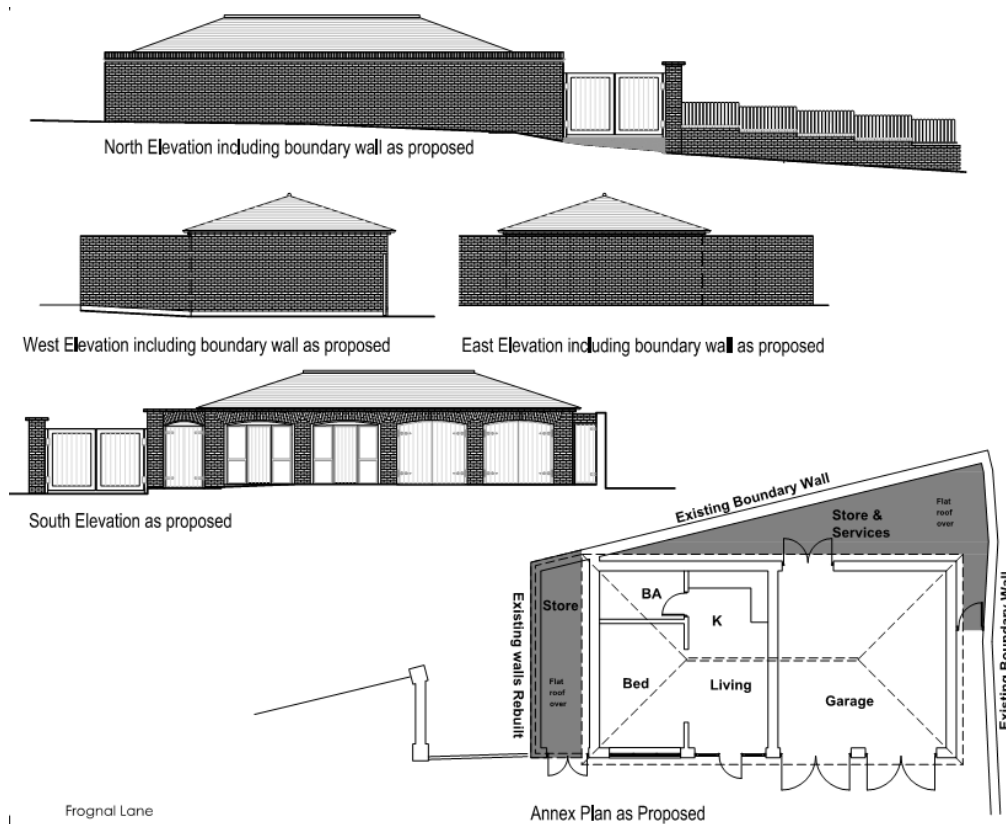 North Elevation including boundary wall as proposed
West Elevation including boundary wall as proposed
East Elevation including boundary wall as proposed
South Elevation as proposed
Existing Boundary Wall
Store &
Services
Flat
roof
over
Existing Boundary Wall
Existing walls Rebuilt
Store
Flat
roof
over
BA
K
Bed
Living
Garage
Frognal Lane
Annex Plan as Proposed